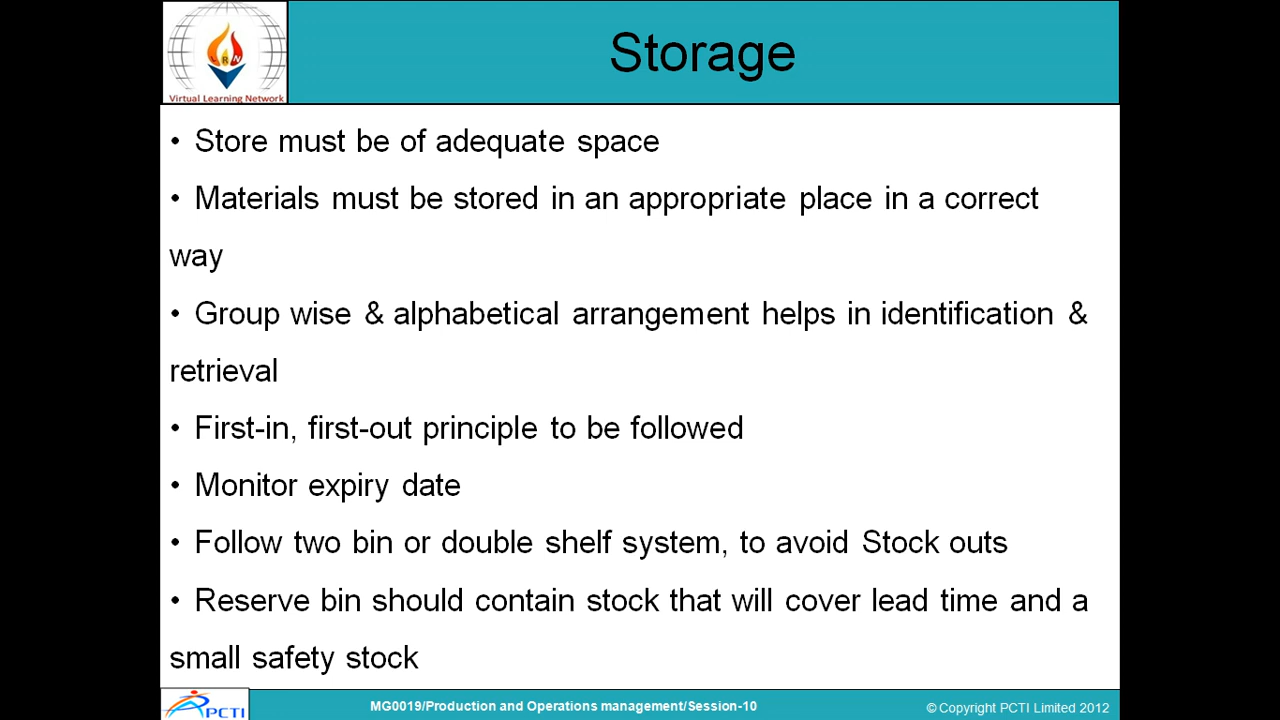 Storage
LRN
Virtual Learning Network
• Store must be of adequate space
• Materials must be stored in an appropriate place in a correct
way
• Group wise & alphabetical arrangement helps in identification &
retrieval
• First-in, first-out principle to be followed
• Monitor expiry date
• Follow two bin or double shelf system, to avoid Stock outs
• Reserve bin should contain stock that will cover lead time and a
small safety stock
PCTI
MG0019/Production and Operations management/Session-10
© Copyright PCTI Limited 2012